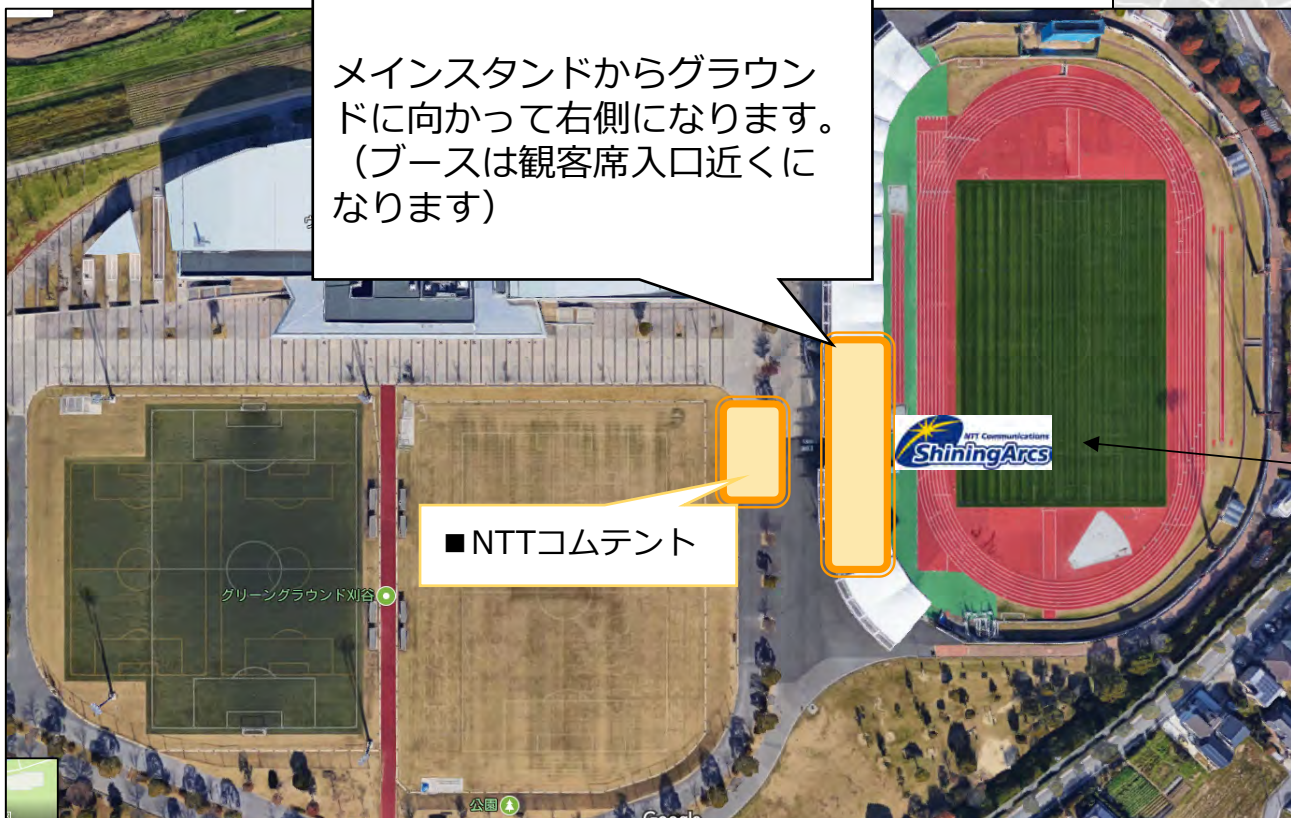 メインスタンドからグラウン
ドに向かって右側になります。
（ブースは観客席入口近くに
なります）
NTT Communications
ShiningArcs
■NTTコムテント
グリーングラウンド刈谷
公園
Google